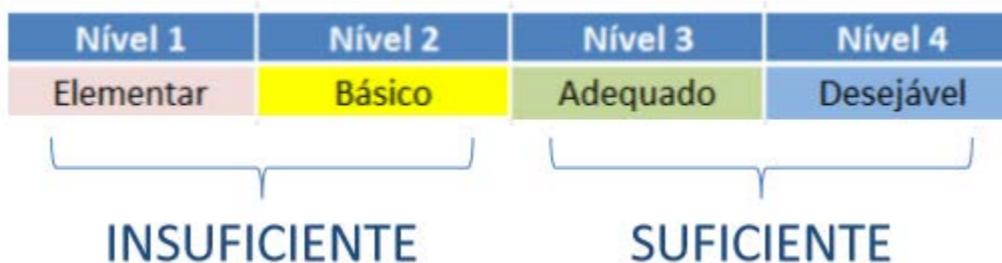 Nível 1 Nível 2 Nível 3 Nível 4
Elementar Básico Adequado Desejável
INSUFICIENTE SUFICIENTE